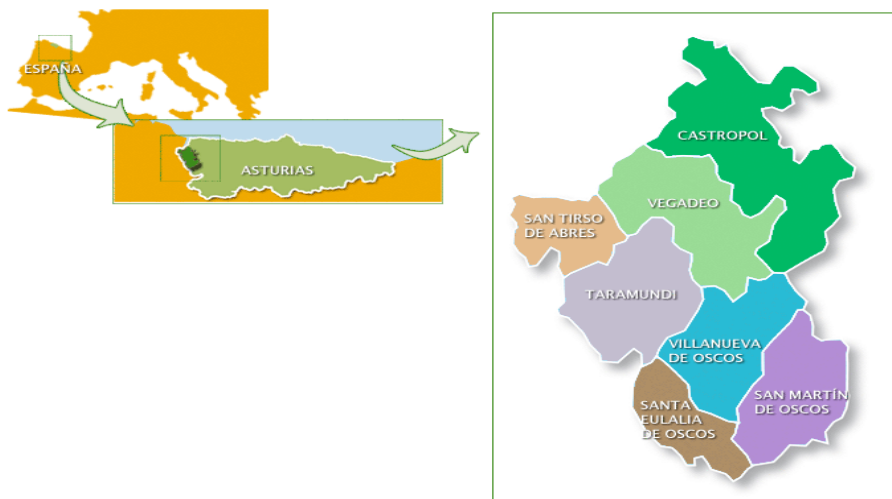 ESPAÑA
ASTURIAS
CASTROPOL
VEGADEO
SAN TIRSO
DE ABRES
TARAMUNDI
VILLANUEVA
DE OSCOS
SAN MARTÍN
DE OSCOS
SANTA
EULALIA
DE OSCOS